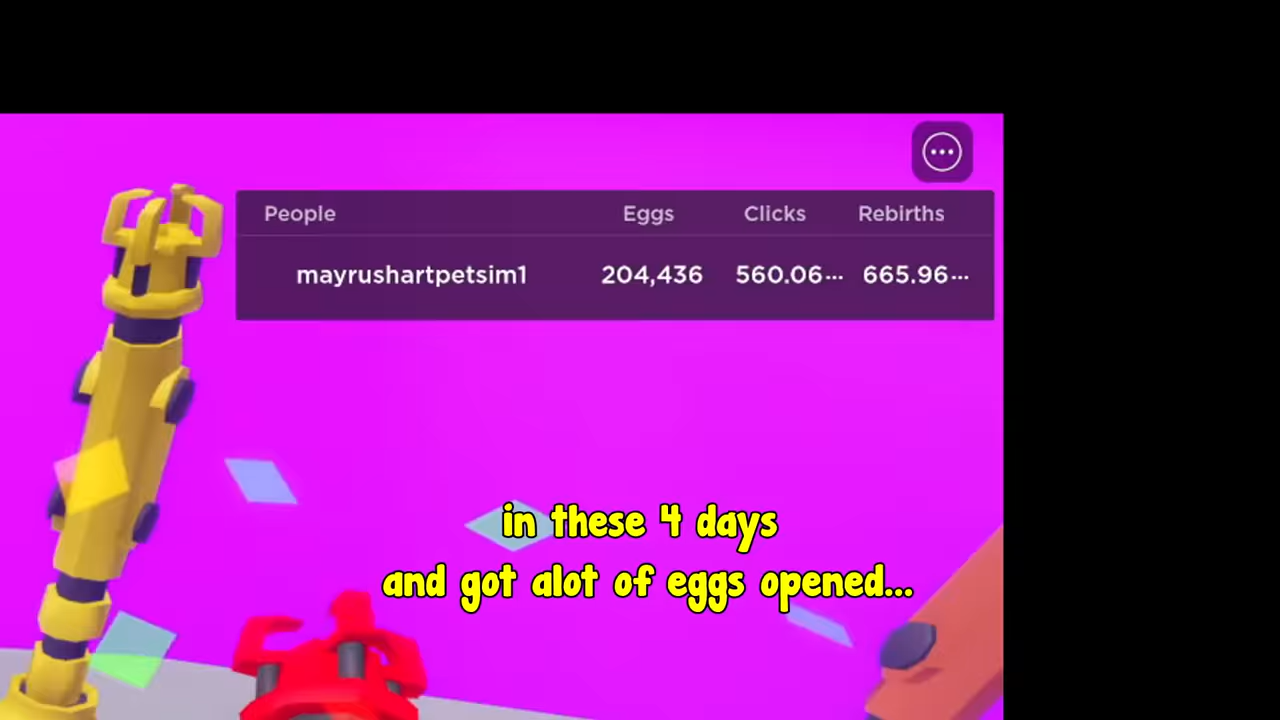 People Eggs Clicks Rebirths
mayrushartpetsim1 204,436 560.06... 665.96...
in these 4 days
and got alot of eggs opened...